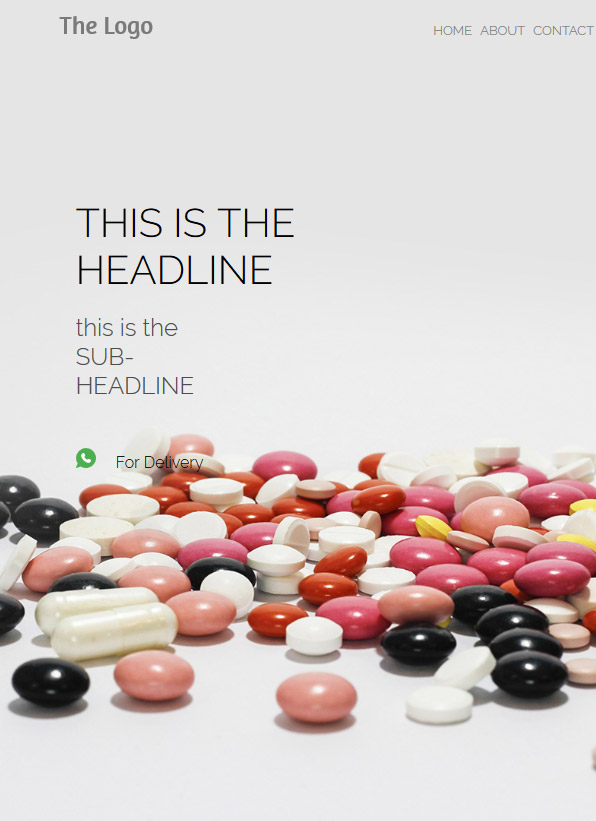 The Logo
HOME ABOUT CONTACT
THIS IS THE
HEADLINE
this is the
SUB-
HEADLINE
For Delivery